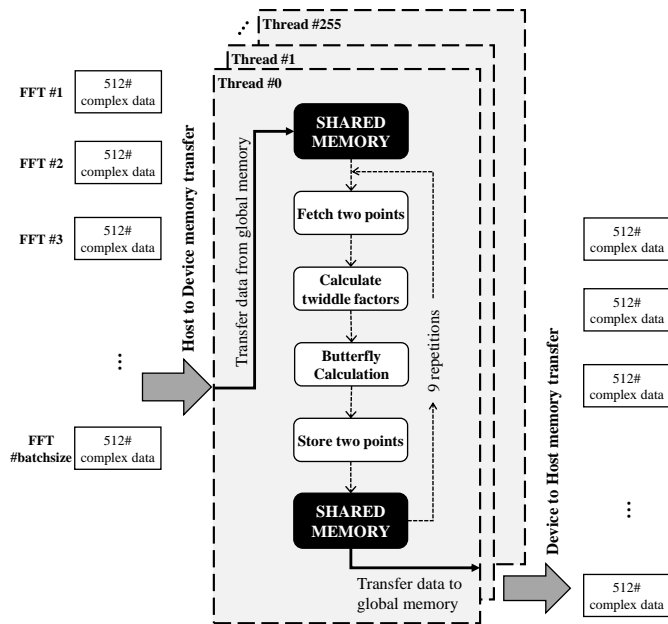 Thread #255
Thread #1
Thread #0
FFT #1
512#
complex data
FFT #2
512#
complex data
FFT #3
512#
complex data
...
FFT
#batchsize
512#
complex data
Host to Device memory transfer
Transfer data from global memory
SHARED
MEMORY
Fetch two points
Calculate
twiddle factors
Butterfly
Calculation
Store two points
SHARED
MEMORY
9 repetitions
Transfer data to
global memory
Device to Host memory transfer
512#
complex data
512#
complex data
512#
complex data
...
512#
complex data